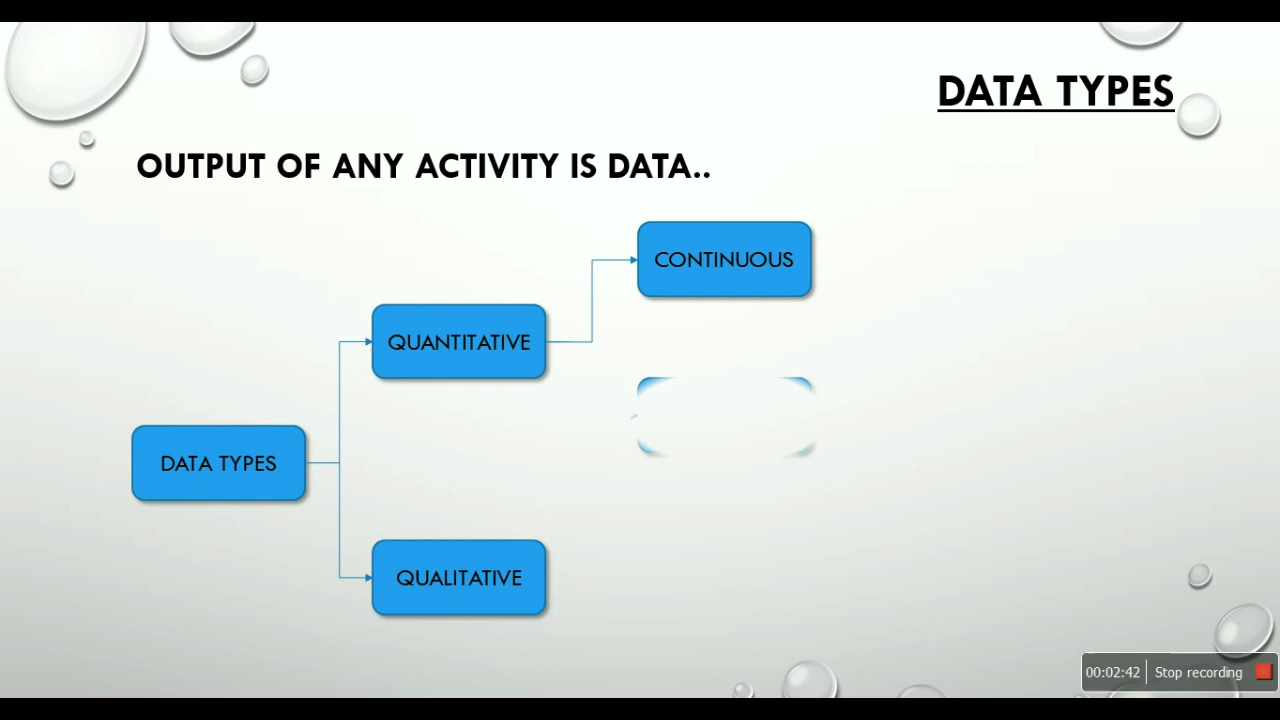 DATA TYPES
OUTPUT OF ANY ACTIVITY IS DATA..
CONTINUOUS
QUANTITATIVE
DATA TYPES
QUALITATIVE
00:02:42 Stop recording